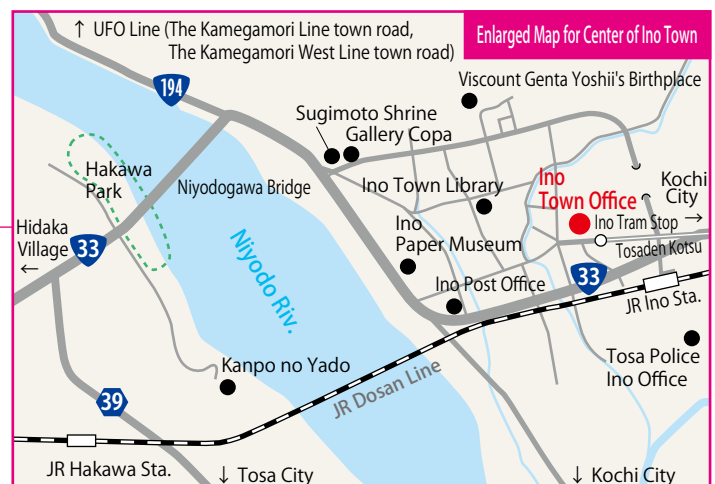 ↑ UFO Line (The Kamegamori Line town road,
The Kamegamori West Line town road)
Enlarged Map for Center of Ino Town
194
Viscount Genta Yoshii's Birthplace
Sugimoto Shrine
Gallery Copa
Hakawa
Park
Niyodogawa Bridge
Ino Town Library
Ino
Town Office
Kochi
City
→
Ino Tram Stop
Tosaden Kotsu
Hidaka
Village
←
33
Niyodo Riv.
Ino
Paper Museum
Ino Post Office
33
JR Ino Sta.
Kanpo no Yado
JR Dosan Line
Tosa Police
Ino Office
39
JR Hakawa Sta.
↓ Tosa City
↓ Kochi City